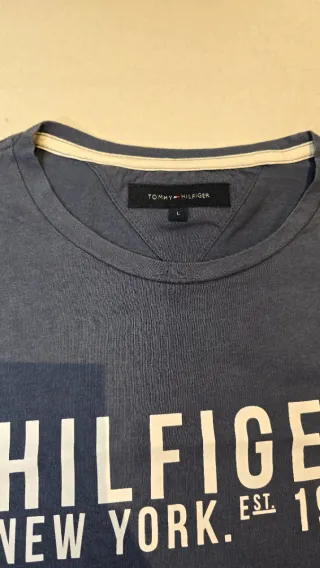 TOMMY HILFIGER
L
HILFIGE
NEW YORK. EST. 19